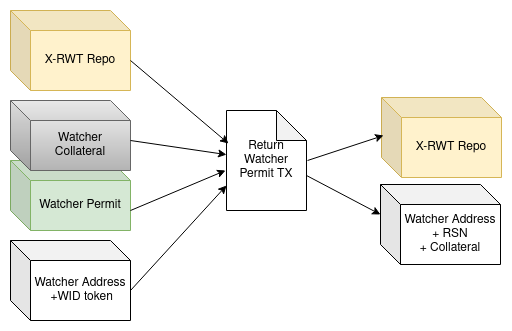 X-RWT Repo
Watcher
Collateral
Watcher Permit
Watcher Address
+WID token
Return
Watcher
Permit TX
X-RWT Repo
Watcher Address
+ RSN
+ Collateral